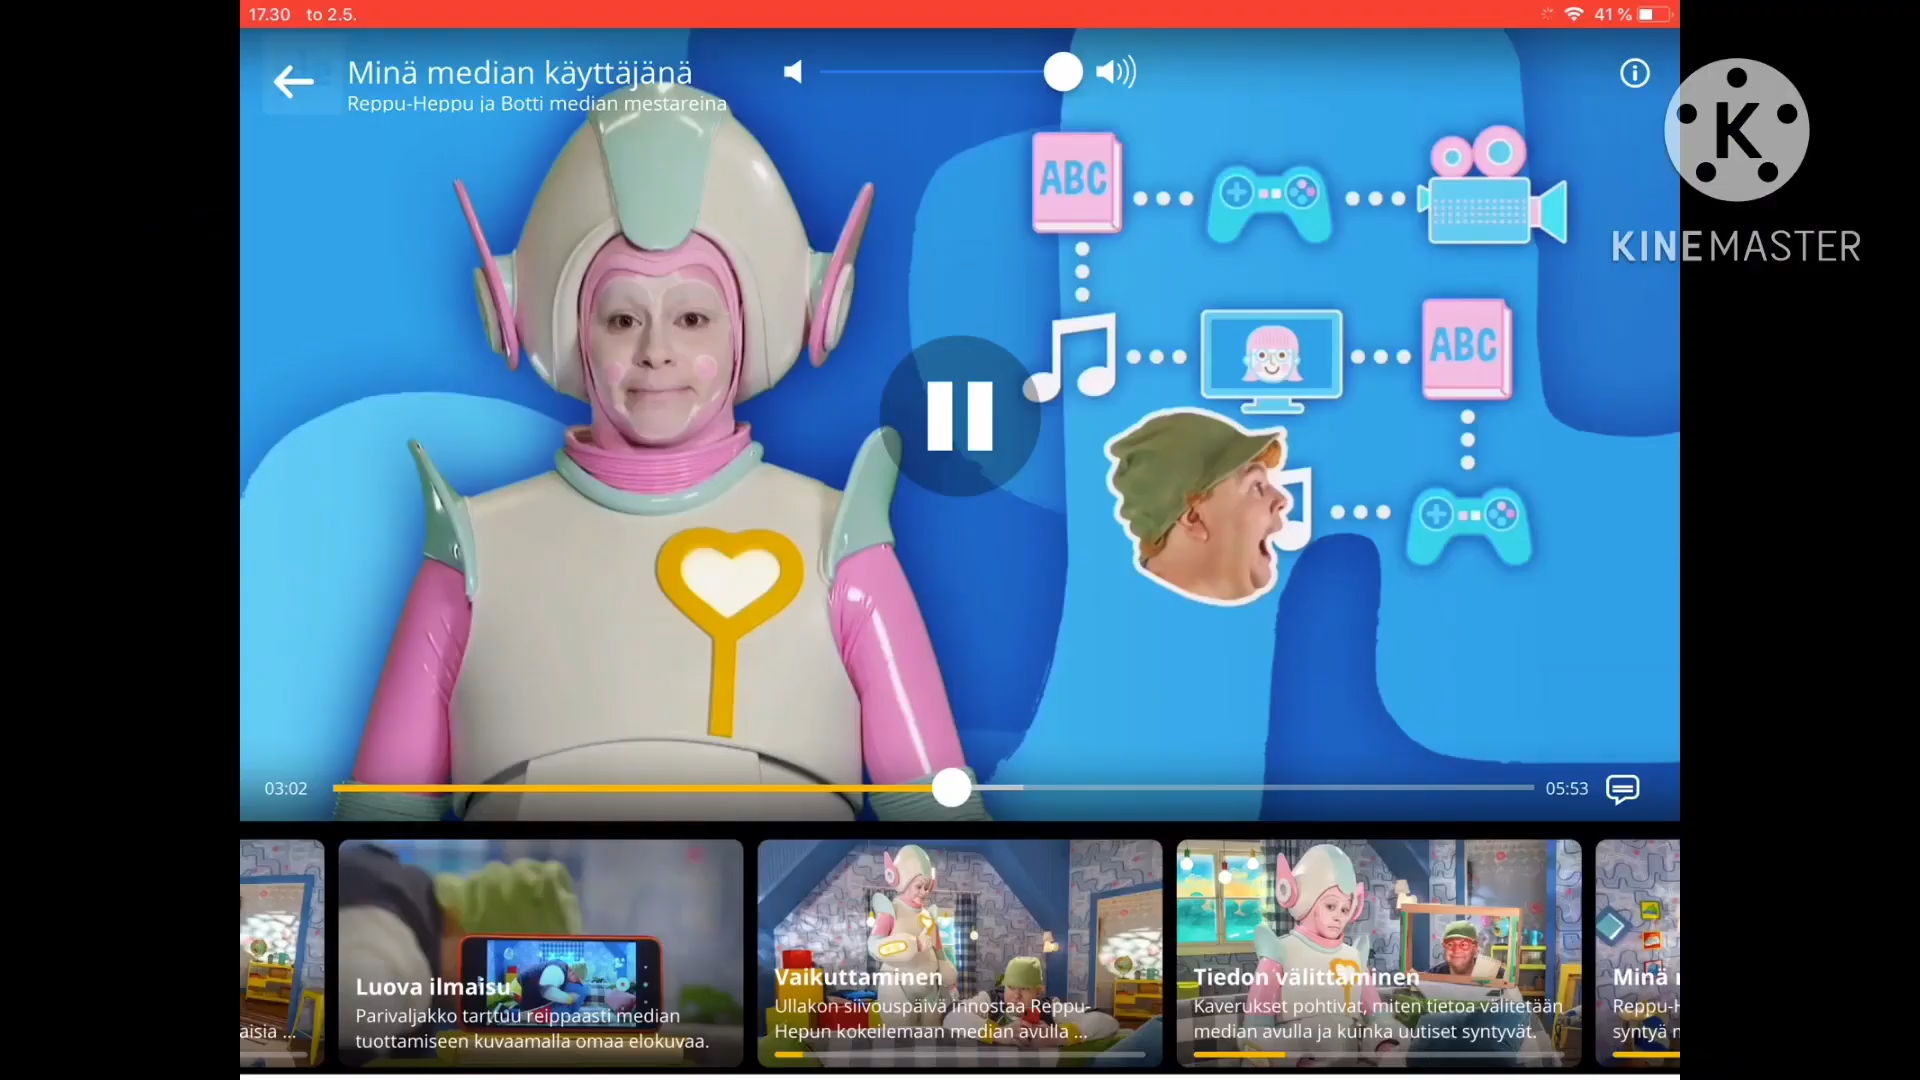 17.30 to 2.5.
41 %
Minä median käyttäjänä
Reppu-Heppu ja Botti median mestareina
K
KINEMASTER
ABC
ABC
03:02
05:53
aisia ...
Luova ilmaisu
Parivaljakko tarttuu reippaasti median
tuottamiseen kuvaamalla omaa elokuvaa.
Vaikuttaminen
Ullakon siivouspäivä innostaa Reppu-
Hepun kokeilemaan median avulla ...
Tiedon välittäminen
Kaverukset pohtivat, miten tietoa välitetään
median avulla ja kuinka uutiset syntyvät.
Minä
Reppu-H
syntyä